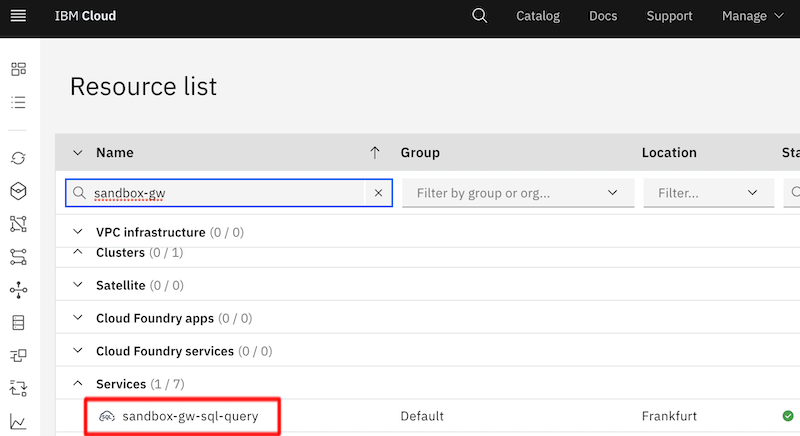 IBM Cloud Catalog Docs Support Manage
Resource list
Name Group Location Sta
sandbox-gw Filter by group or org... Filter...
VPC infrastructure (0 / 0)
Clusters (0 / 1)
Satellite (0 / 0)
Cloud Foundry apps (0 / 0)
Cloud Foundry services (0 / 0)
Services (1 / 7)
SQL sandbox-gw-sql-query Default Frankfurt